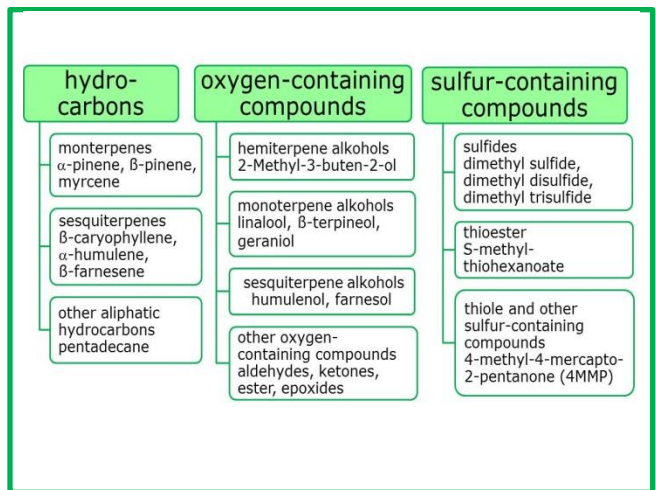 hydro-
carbons
monterpenes
α-pinene, ß-pinene,
myrcene
sesquiterpenes
ß-caryophyllene,
α-humulene,
β-farnesene
other aliphatic
hydrocarbons
pentadecane
oxygen-containing
compounds
hemiterpene alkohols
2-Methyl-3-buten-2-ol
monoterpene alkohols
linalool, ß-terpineol,
geraniol
sesquiterpene alkohols
humulenol, farnesol
other oxygen-
containing compounds
aldehydes, ketones,
ester, epoxides
sulfur-containing
compounds
sulfides
dimethyl sulfide,
dimethyl disulfide,
dimethyl trisulfide
thioester
S-methyl-
thiohexanoate
thiole and other
sulfur-containing
compounds
4-methyl-4-mercapto-
2-pentanone (4MMP)